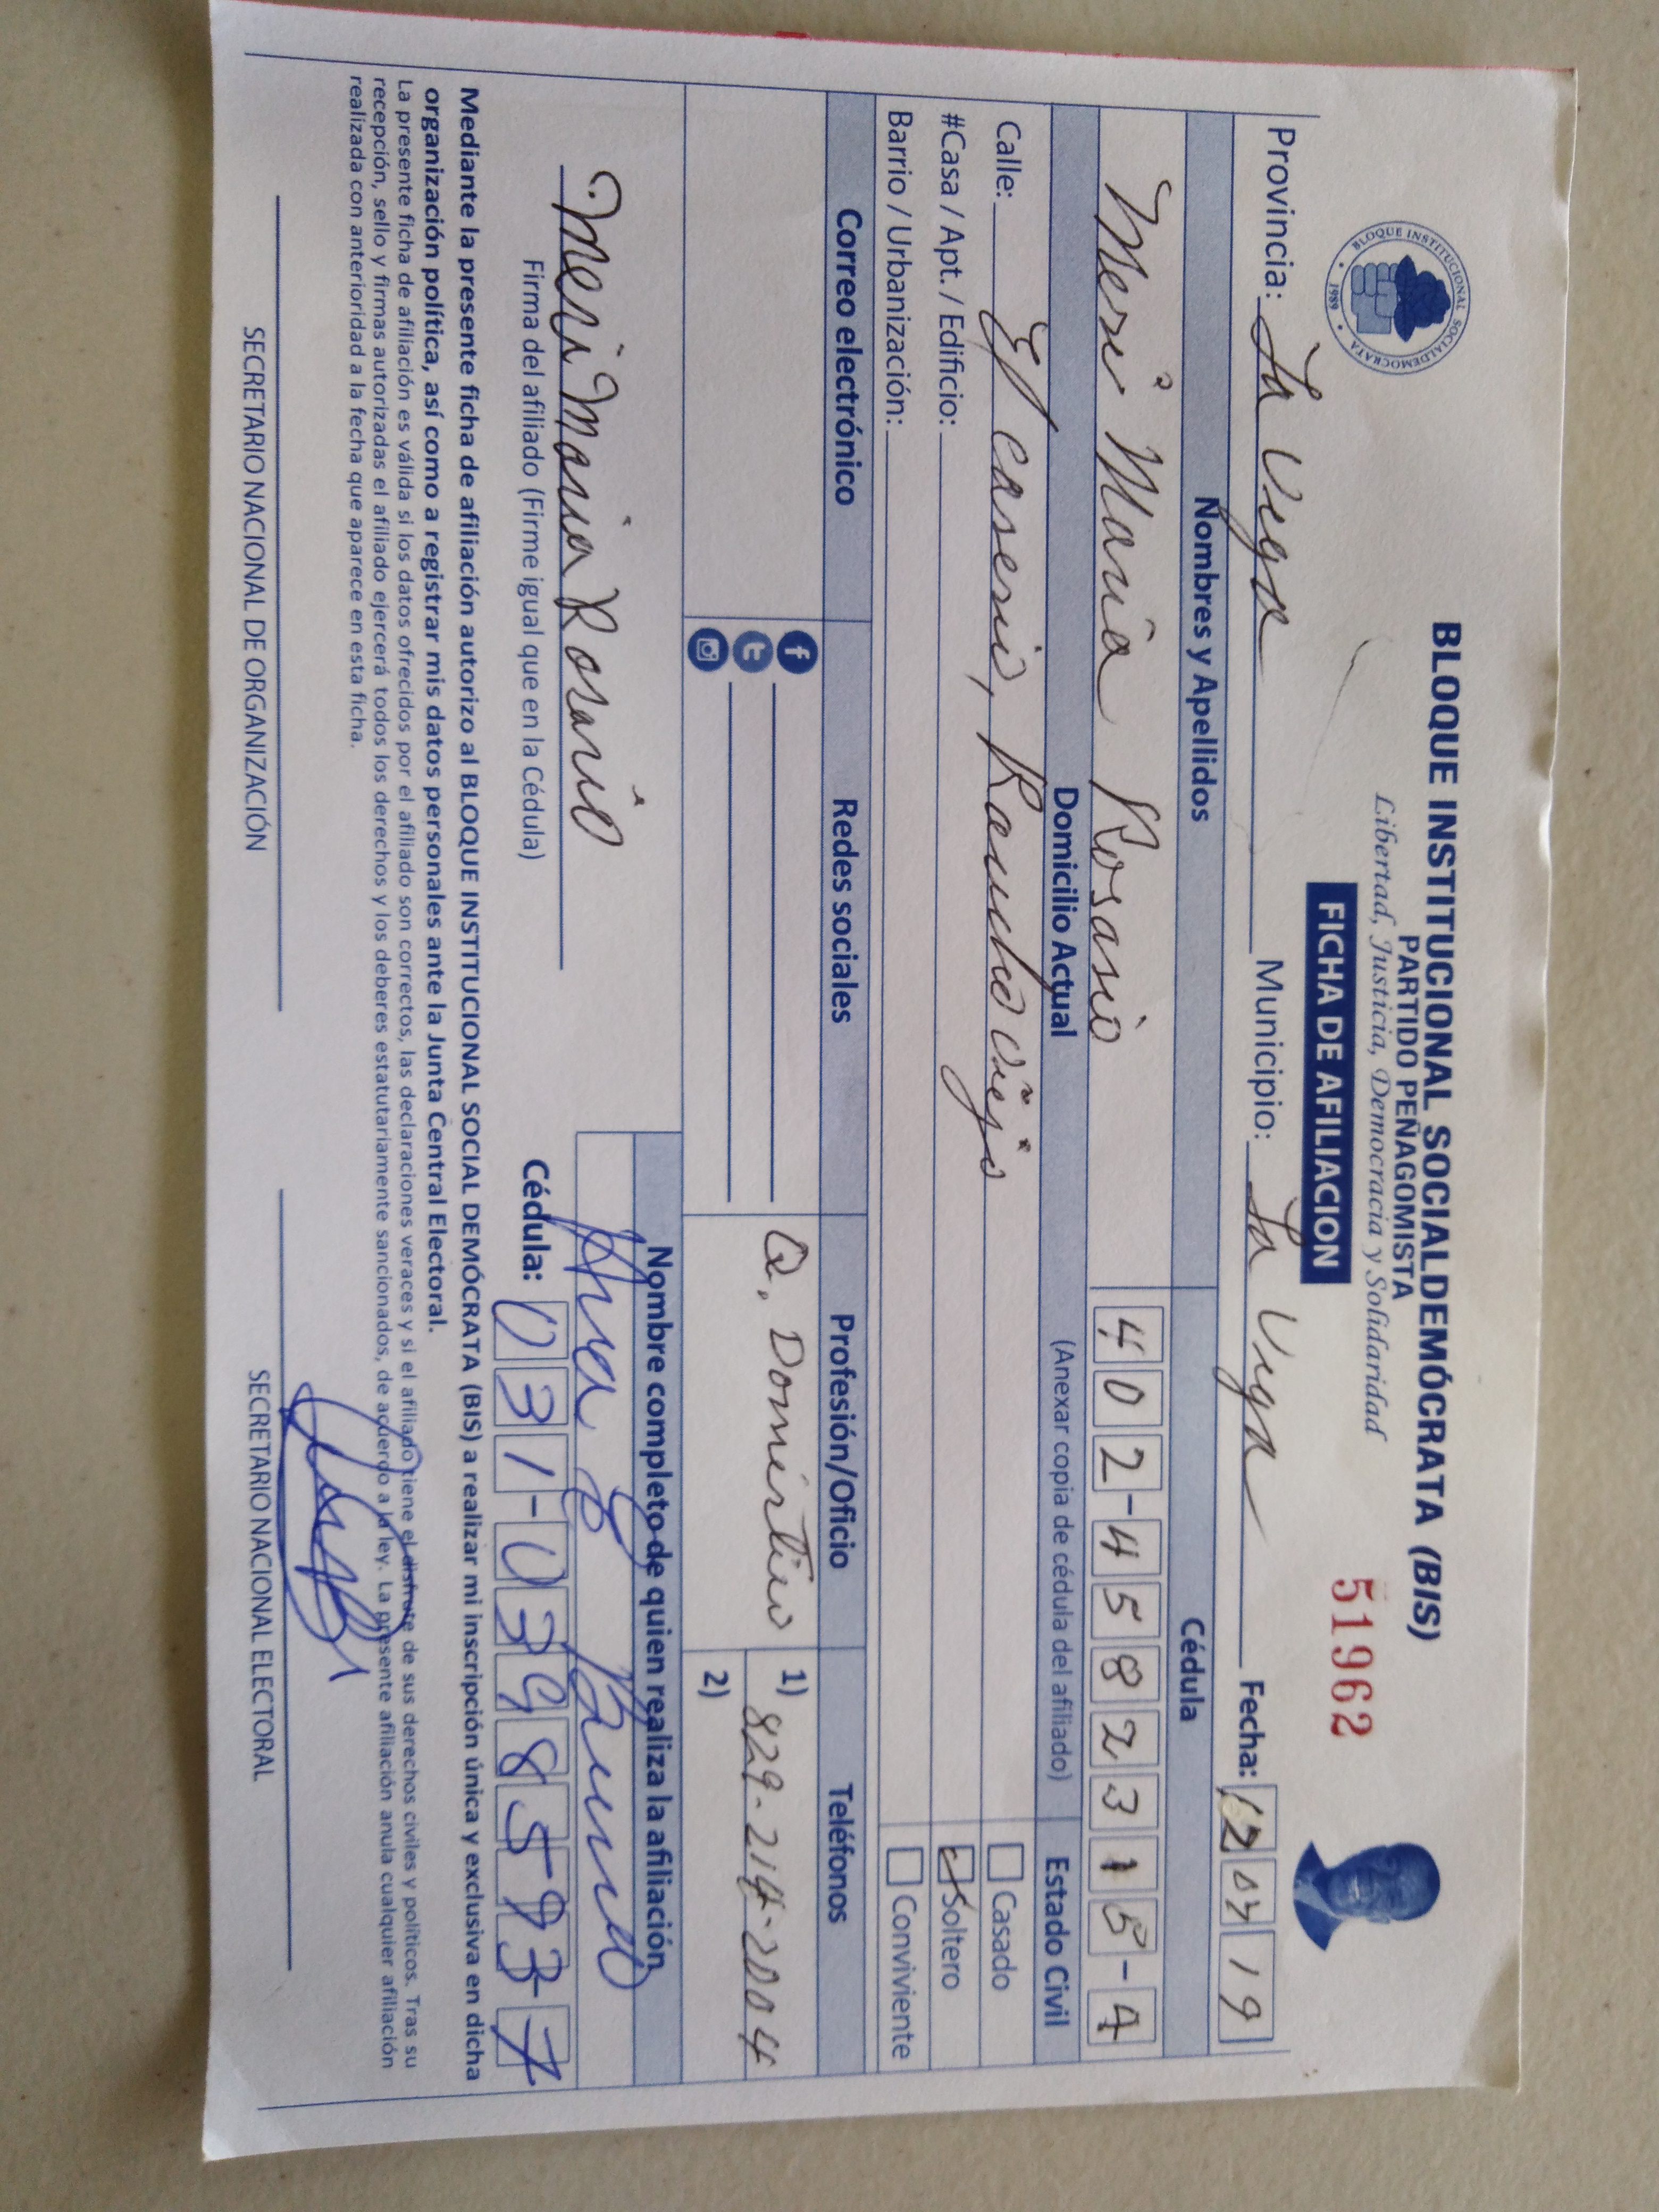 BLOQUE INSTITUCIONAL SOCIALDEMÓCRATA (BIS)
PARTIDO PEÑAGOMISTA
Libertad, Justicia, Democracia y Solidaridad
BLOQUE INSTITUCIONAL SOCIALDEMOCRATA
1989
FICHA DE AFILIACION
51962
Provincia: La Vega Municipio: La Vega Fecha: 12 04 19
Nombres y Apellidos Cédula
Meri Maria Rosario 402-4582315-4
Domicilio Actual (Anexar copia de cédula del afiliado) Estado Civil
Calle: El caserio, Rancho viejo Casado
#Casa / Apt. / Edificio: Soltero
Barrio / Urbanización: Conviviente
Correo electrónico Redes sociales Profesión/Oficio Teléfonos
Q. Doméstico 1) 829-214-2004
2)
Nombre completo de quien realiza la afiliación
Meri Maria Rosario
Firma del afiliado (Firme igual que en la Cédula)
Cédula: 031-0398593-7
Mediante la presente ficha de afiliación autorizo al BLOQUE INSTITUCIONAL SOCIAL DEMÓCRATA (BIS) a realizar mi inscripción única y exclusiva en dicha
organización política, así como a registrar mis datos personales ante la Junta Central Electoral.
La presente ficha de afiliación es válida si los datos ofrecidos por el afiliado son correctos, las declaraciones veraces y si el afiliado tiene el disfrute de sus derechos civiles y políticos. Tras su
recepción, sello y firmas autorizadas el afiliado ejercerá todos los derechos y los deberes estatutariamente sancionados, de acuerdo a la ley. La presente afiliación anula cualquier afiliación
realizada con anterioridad a la fecha que aparece en esta ficha.
SECRETARIO NACIONAL DE ORGANIZACIÓN SECRETARIO NACIONAL ELECTORAL